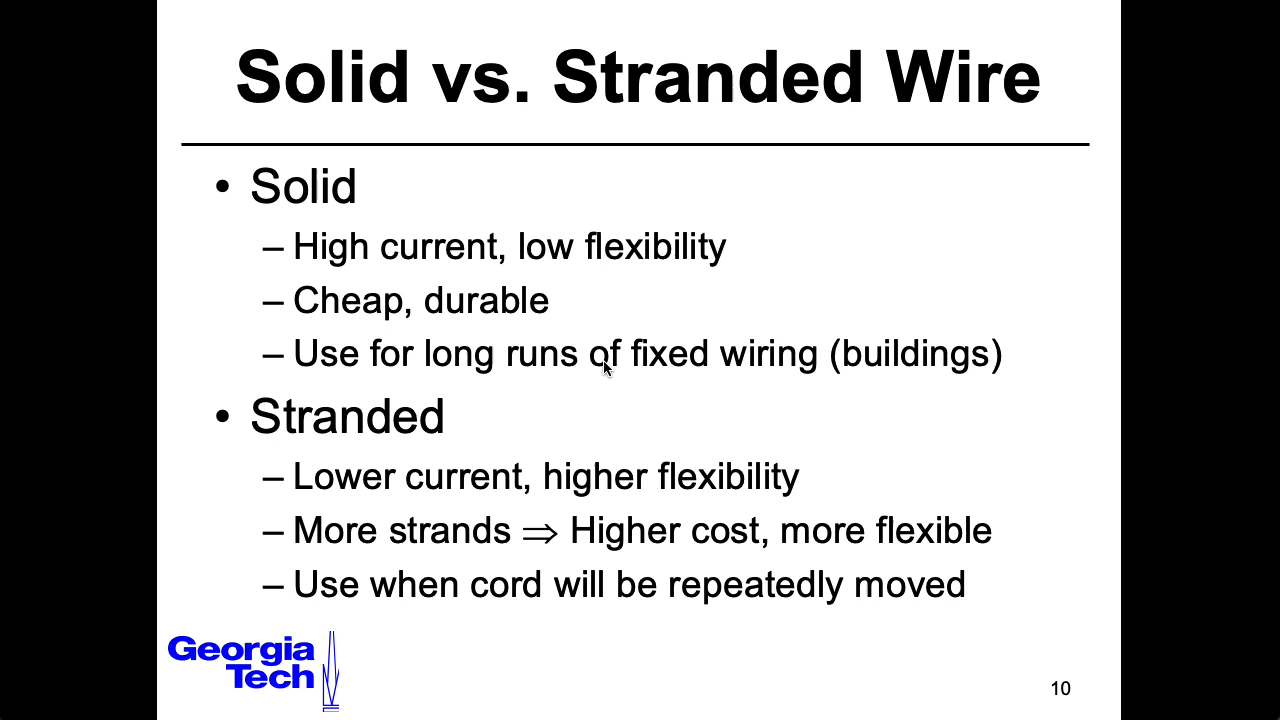 Solid vs. Stranded Wire
• Solid
– High current, low flexibility
– Cheap, durable
– Use for long runs of fixed wiring (buildings)
• Stranded
– Lower current, higher flexibility
– More strands ⇒ Higher cost, more flexible
– Use when cord will be repeatedly moved
Georgia
Tech
10